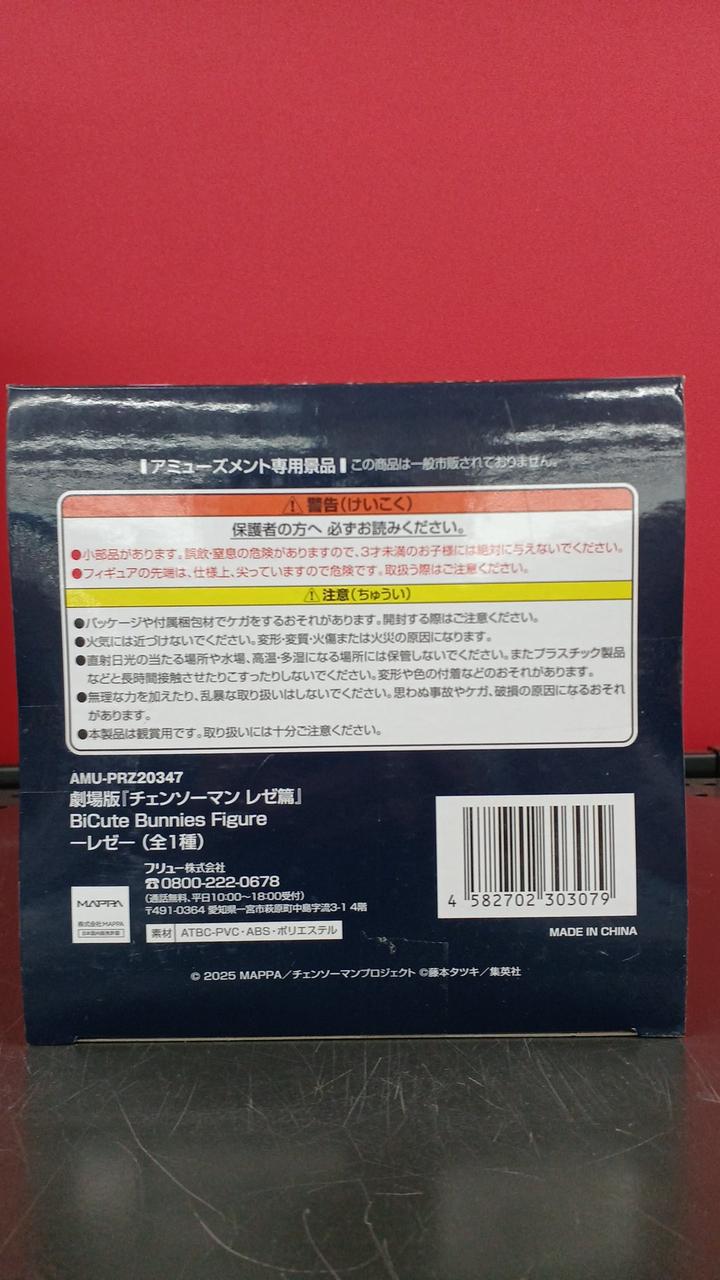 アミューズメント専用景品 この商品は一般市販されておりません。
⚠警告(けいこく)
保護者の方へ 必ずお読みください。
●小部品があります。誤飲・窒息の危険がありますので、3才未満のお子様には絶対に与えないでください。
●フィギュアの先端は、仕様上、尖っていますので危険です。取扱う際はご注意ください。
⚠注意(ちゅうい)
●パッケージや付属梱包材でケガをするおそれがあります。開封する際はご注意ください。
●火気には近づけないでください。変形・変質・火傷または火災の原因になります。
●直射日光の当たる場所や水場、高温・多湿になる場所には保管しないでください。またプラスチック製品
などと長時間接触させたりこすったりしないでください。変形や色の付着などのおそれがあります。
●無理な力を加えたり、乱暴な取り扱いはしないでください。思わぬ事故やケガ、破損の原因になるおそれ
があります。
●本製品は観賞用です。取り扱いには十分ご注意ください。
AMU-PRZ20347
劇場版『チェンソーマン レゼ篇』
BiCute Bunnies Figure
ーレゼー (全1種)
フリュー株式会社
☎0800-222-0678
(通話無料、平日10:00〜18:00受付)
〒491-0364 愛知県一宮市萩原町中島字流3-1 4階
MAPPA
株式会社MAPPA
日本国内販売許諾
素材 ATBC-PVC・ABS・ポリエステル
4 582702 303079
MADE IN CHINA
© 2025 MAPPA/チェンソーマンプロジェクト ©藤本タツキ/集英社